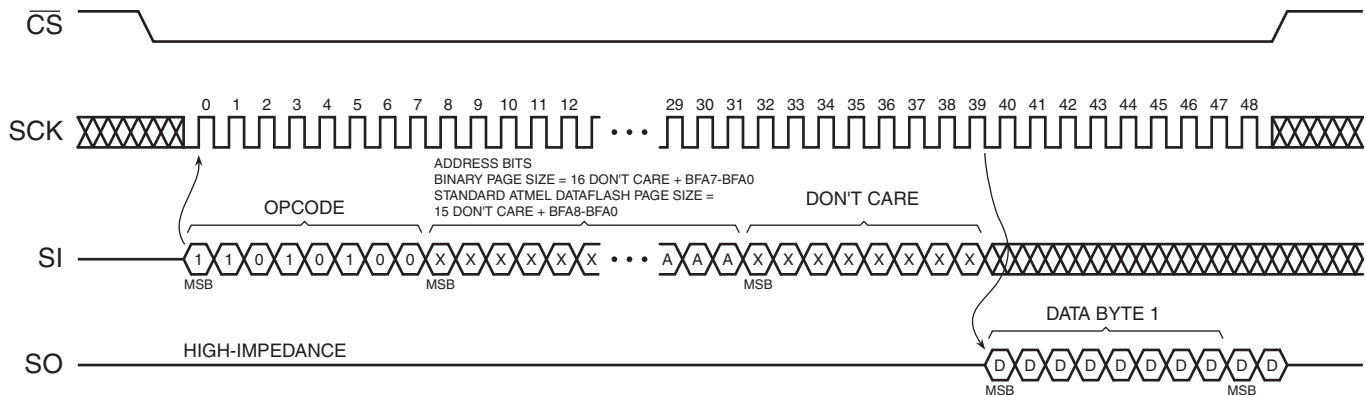 CS
0 1 2 3 4 5 6 7 8 9 10 11 12 29 30 31 32 33 34 35 36 37 38 39 40 41 42 43 44 45 46 47 48
SCK
ADDRESS BITS
BINARY PAGE SIZE = 16 DON'T CARE + BFA7-BFA0
STANDARD ATMEL DATAFLASH PAGE SIZE =
15 DON'T CARE + BFA8-BFA0
OPCODE
DON'T CARE
SI 1 1 0 1 0 1 0 0 X X X X X X A A A X X X X X X X X
MSB MSB MSB
DATA BYTE 1
HIGH-IMPEDANCE
SO D D D D D D D D D D
MSB MSB